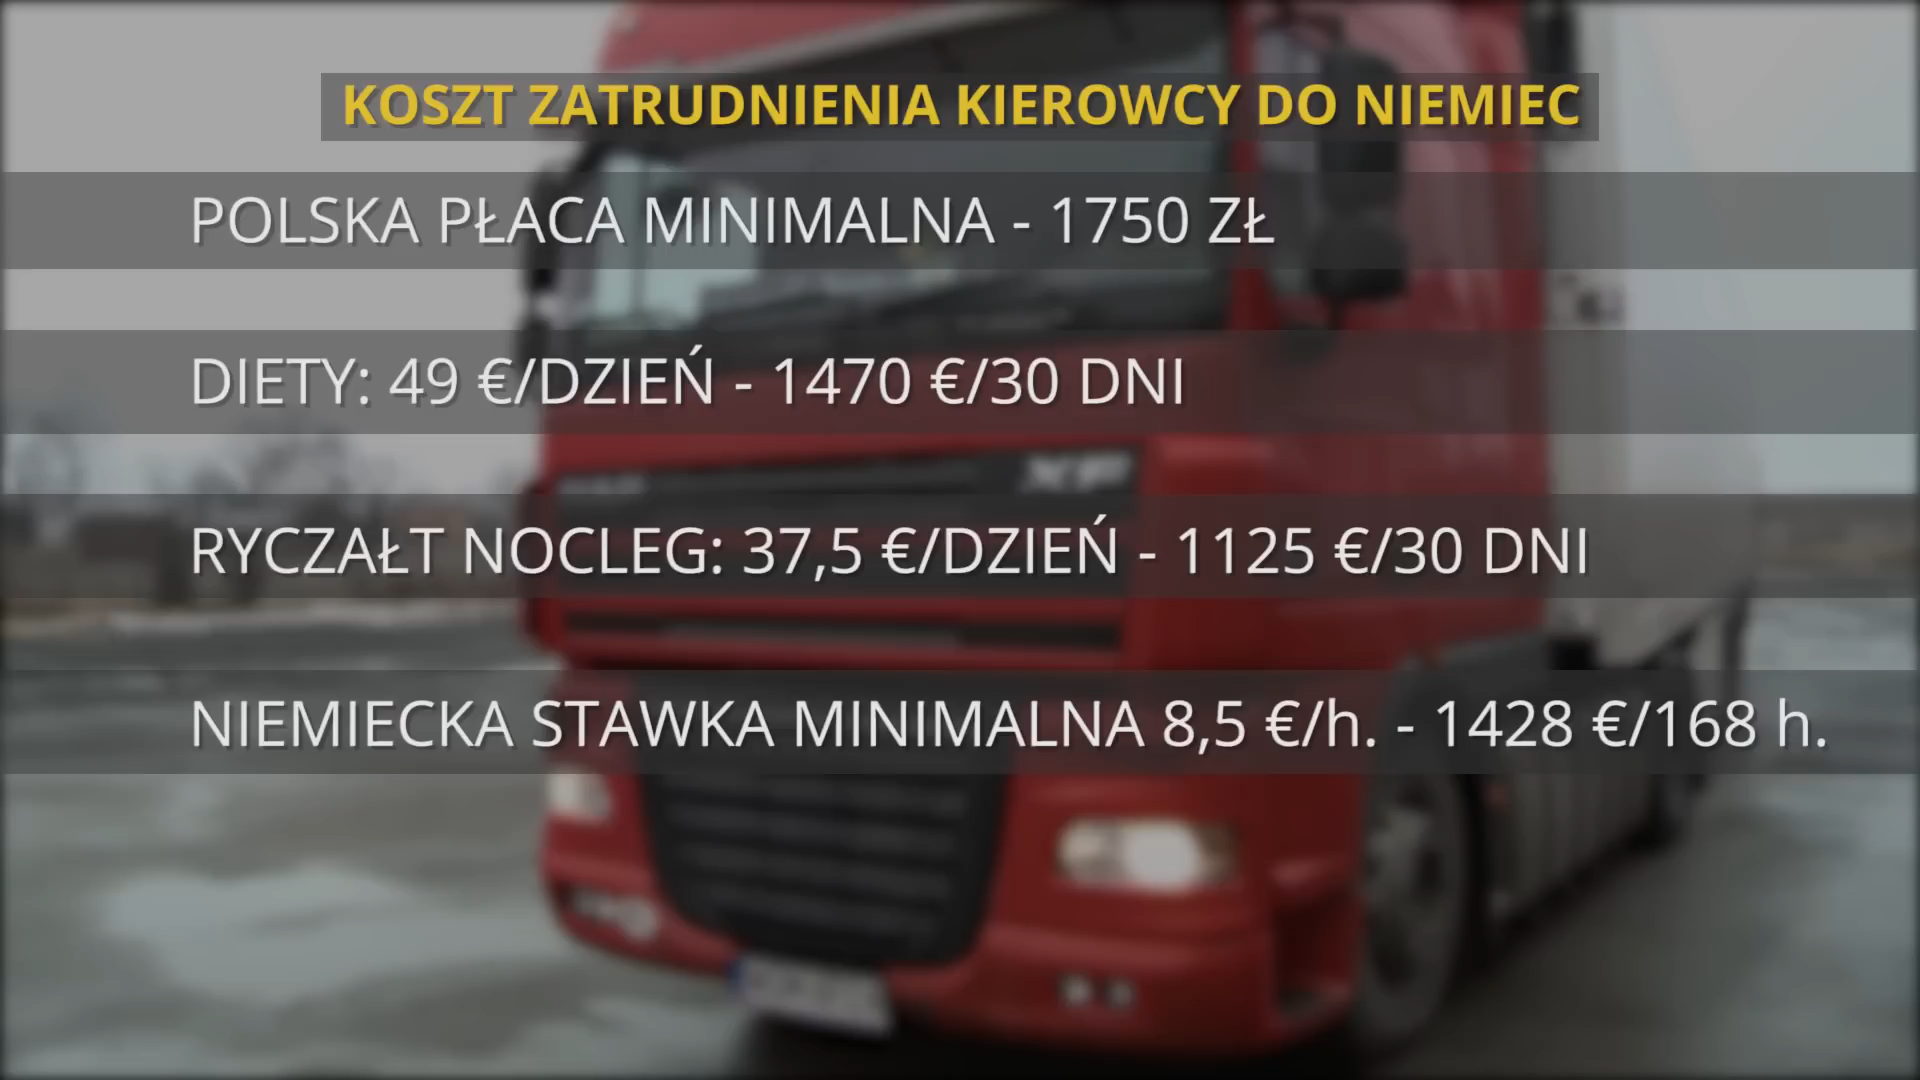 KOSZT ZATRUDNIENIA KIEROWCY DO NIEMIEC
POLSKA PŁACA MINIMALNA - 1750 ZŁ
DIETY: 49 €/DZIEŃ - 1470 €/30 DNI
RYCZAŁT NOCLEG: 37,5 €/DZIEŃ - 1125 €/30 DNI
NIEMIECKA STAWKA MINIMALNA 8,5 €/h. - 1428 €/168 h.
XF